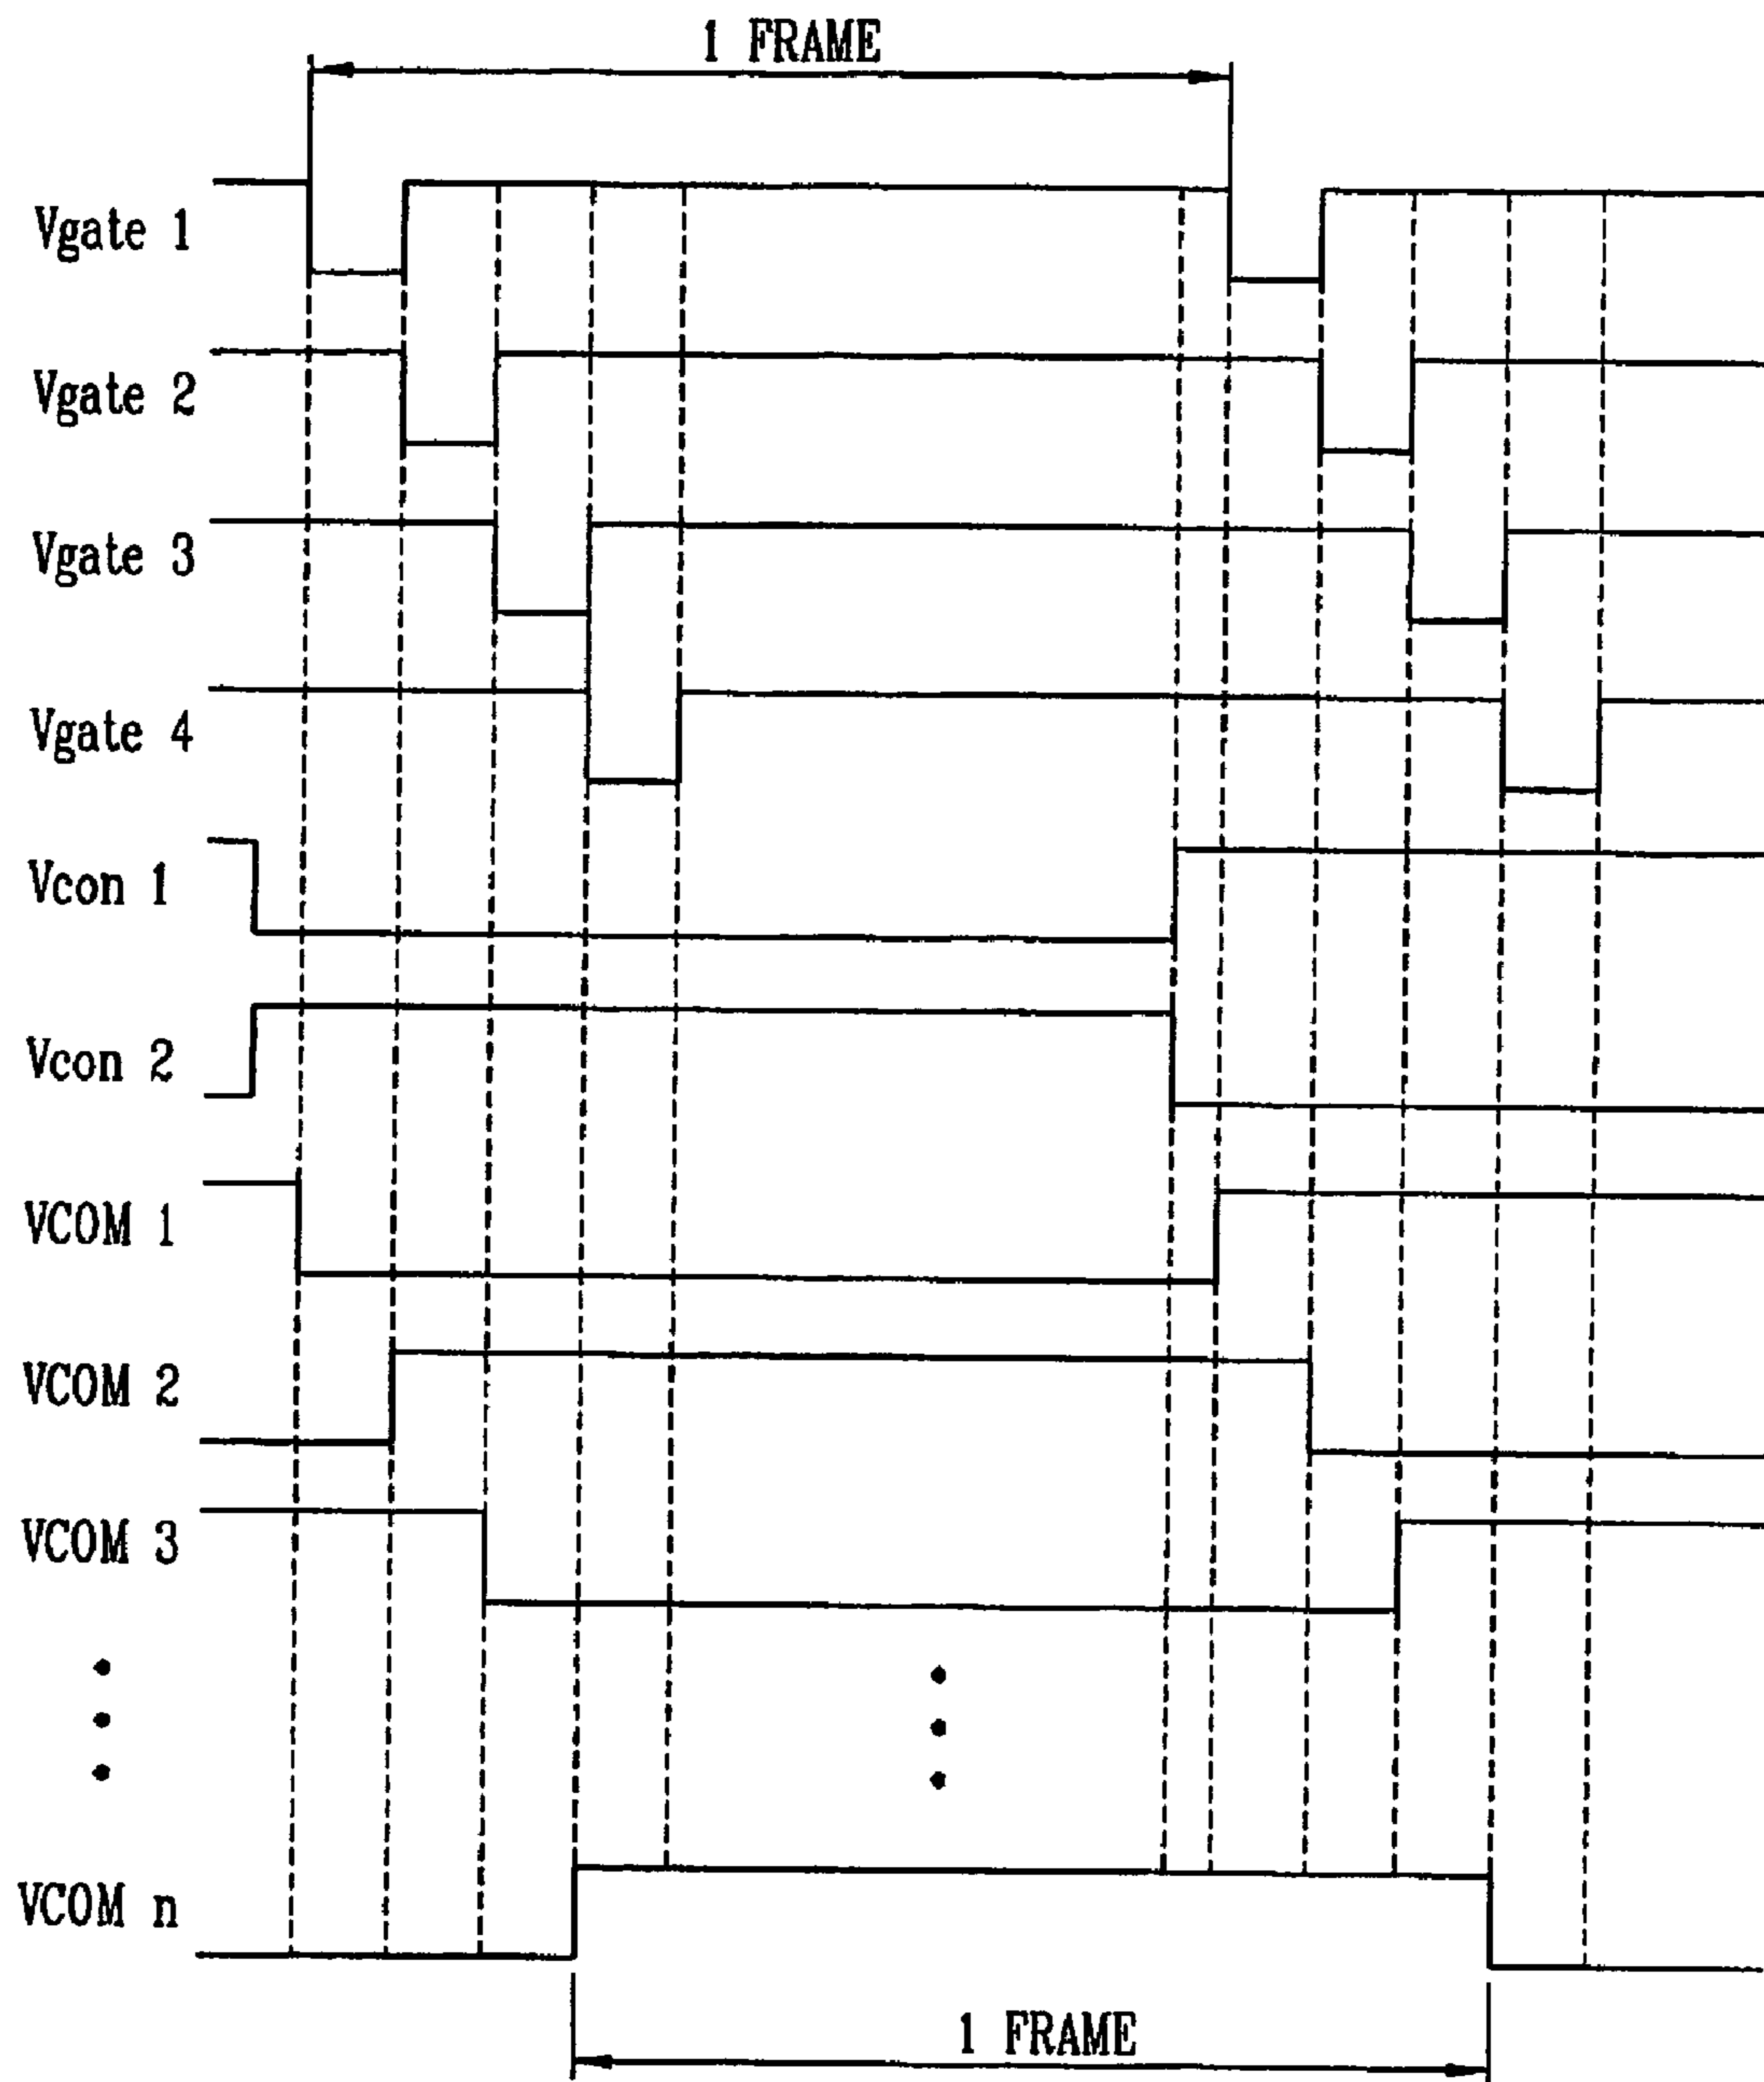 1 FRAME
Vgate 1
Vgate 2
Vgate 3
Vgate 4
Vcon 1
Vcon 2
VCOM 1
VCOM 2
VCOM 3
VCOM n
1 FRAME